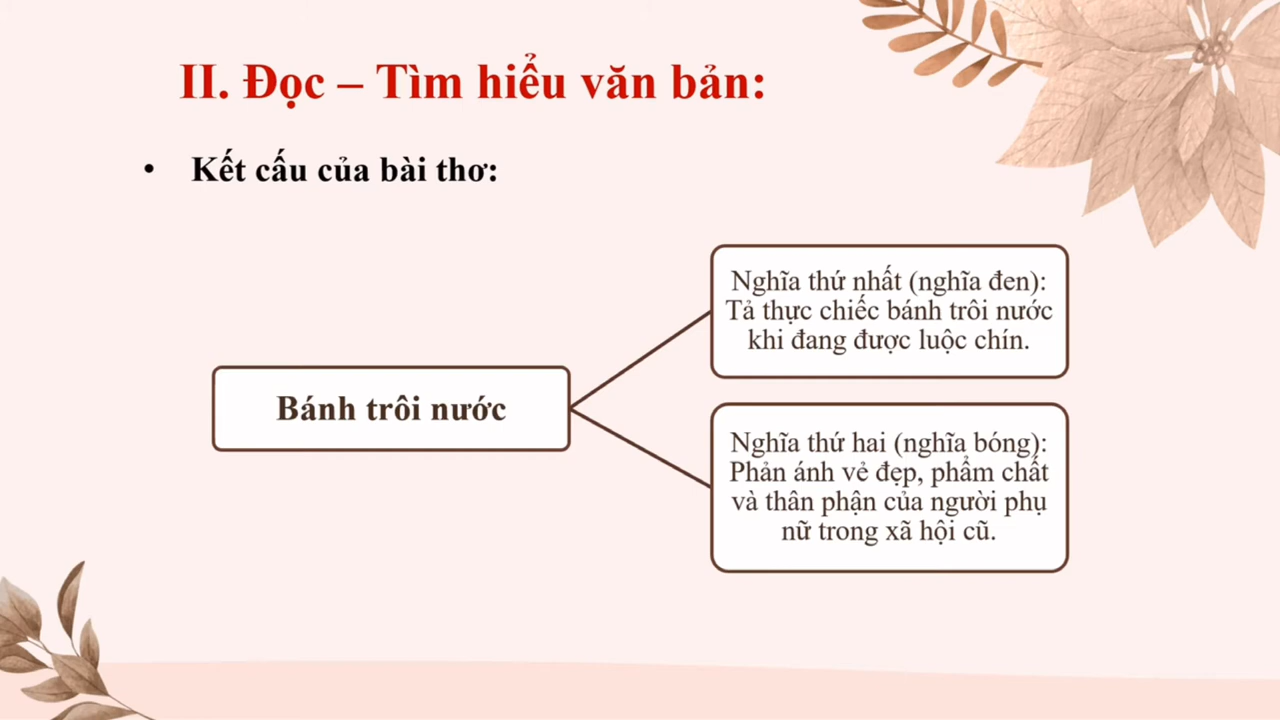 II. Đọc – Tìm hiểu văn bản:
• Kết cấu của bài thơ:
Bánh trôi nước
Nghĩa thứ nhất (nghĩa đen):
Tả thực chiếc bánh trôi nước
khi đang được luộc chín.
Nghĩa thứ hai (nghĩa bóng):
Phản ánh vẻ đẹp, phẩm chất
và thân phận của người phụ
nữ trong xã hội cũ.